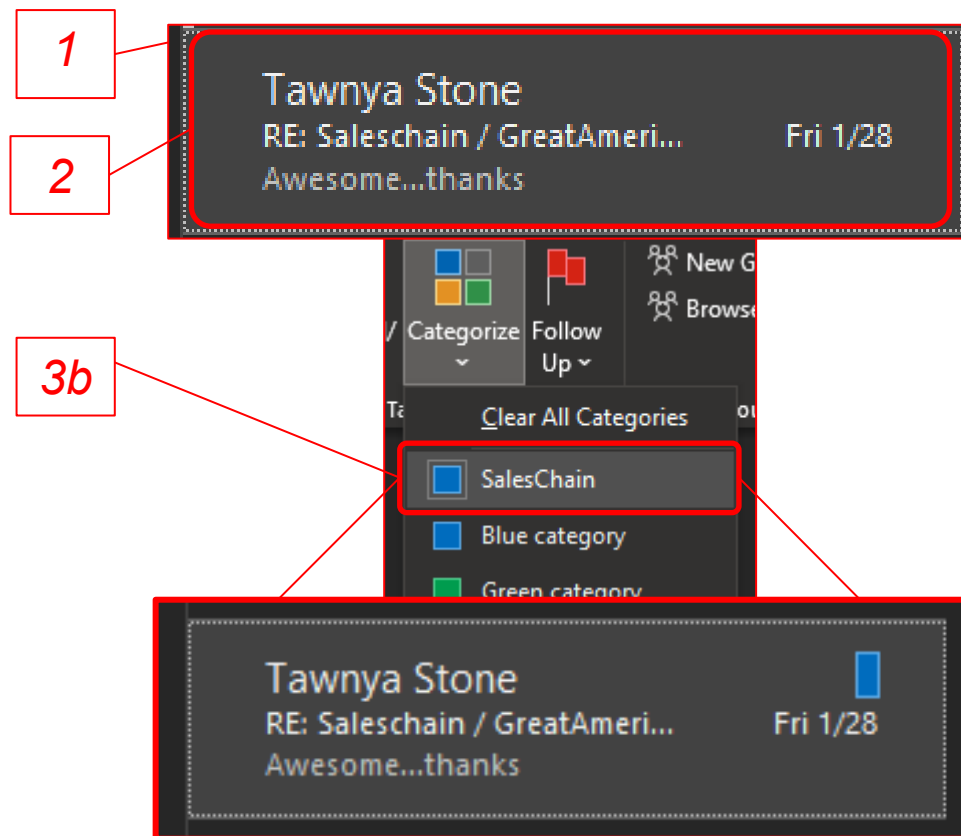 1
Tawnya Stone
RE: Saleschain / GreatAmeri... Fri 1/28
2
Awesome...thanks
New G
Browse
Categorize
Follow
Up
3b
Clear All Categories
SalesChain
Blue category
Green category
Tawnya Stone
RE: Saleschain / GreatAmeri... Fri 1/28
Awesome...thanks